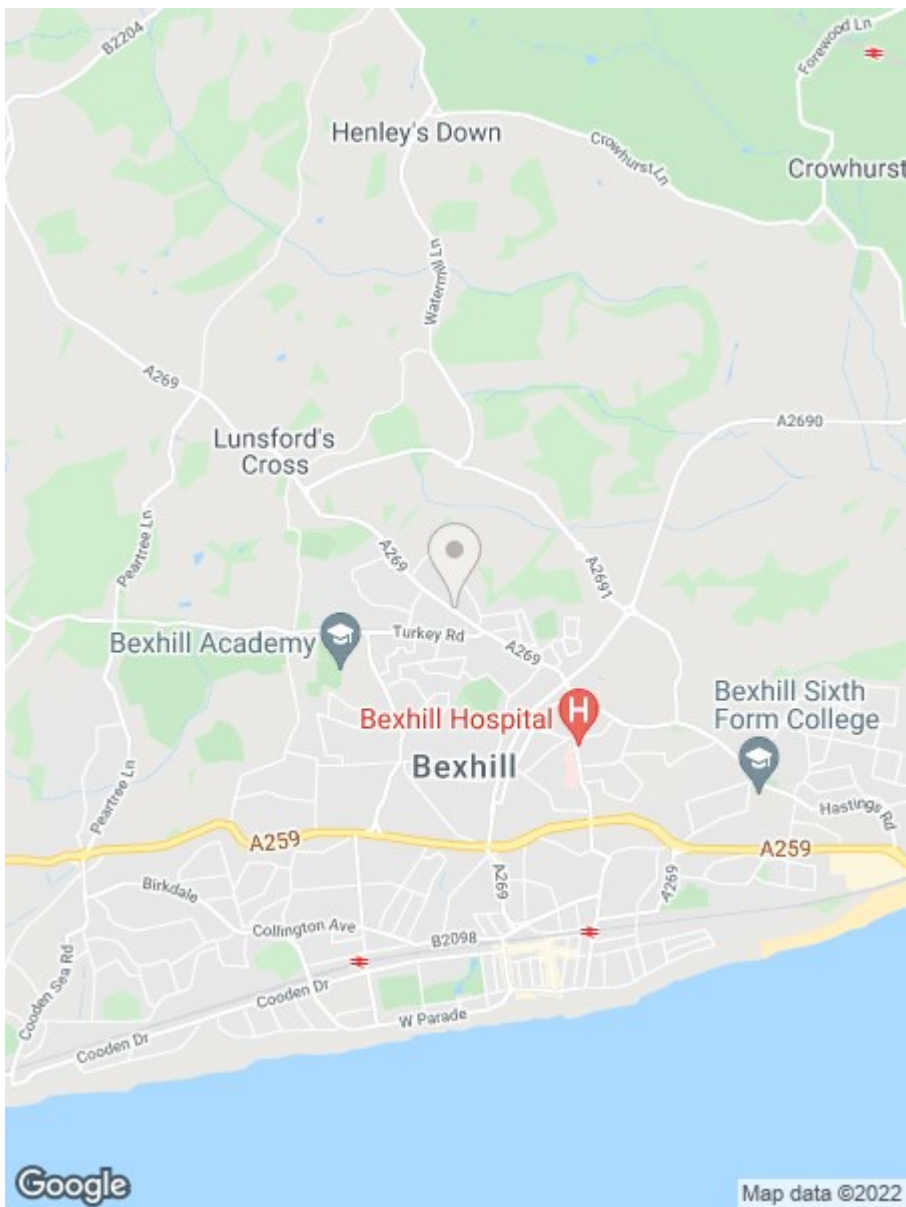 B2204
Forewood Ln
Henley's Down
Crowhurst Ln
Crowhurst
Watermill Ln
A269
A2690
Lunsford's
Cross
Peartree Ln
A269
A2691
Bexhill Academy
Turkey Rd
A269
Bexhill Hospital
H
Bexhill Sixth
Form College
Bexhill
Peartree Ln
Hastings Rd
A259
A259
Birkdale
A269
A269
Collington Ave
B2098
Cooden Sea Rd
Cooden Dr
W Parade
Cooden Dr
Google
Map data ©2022